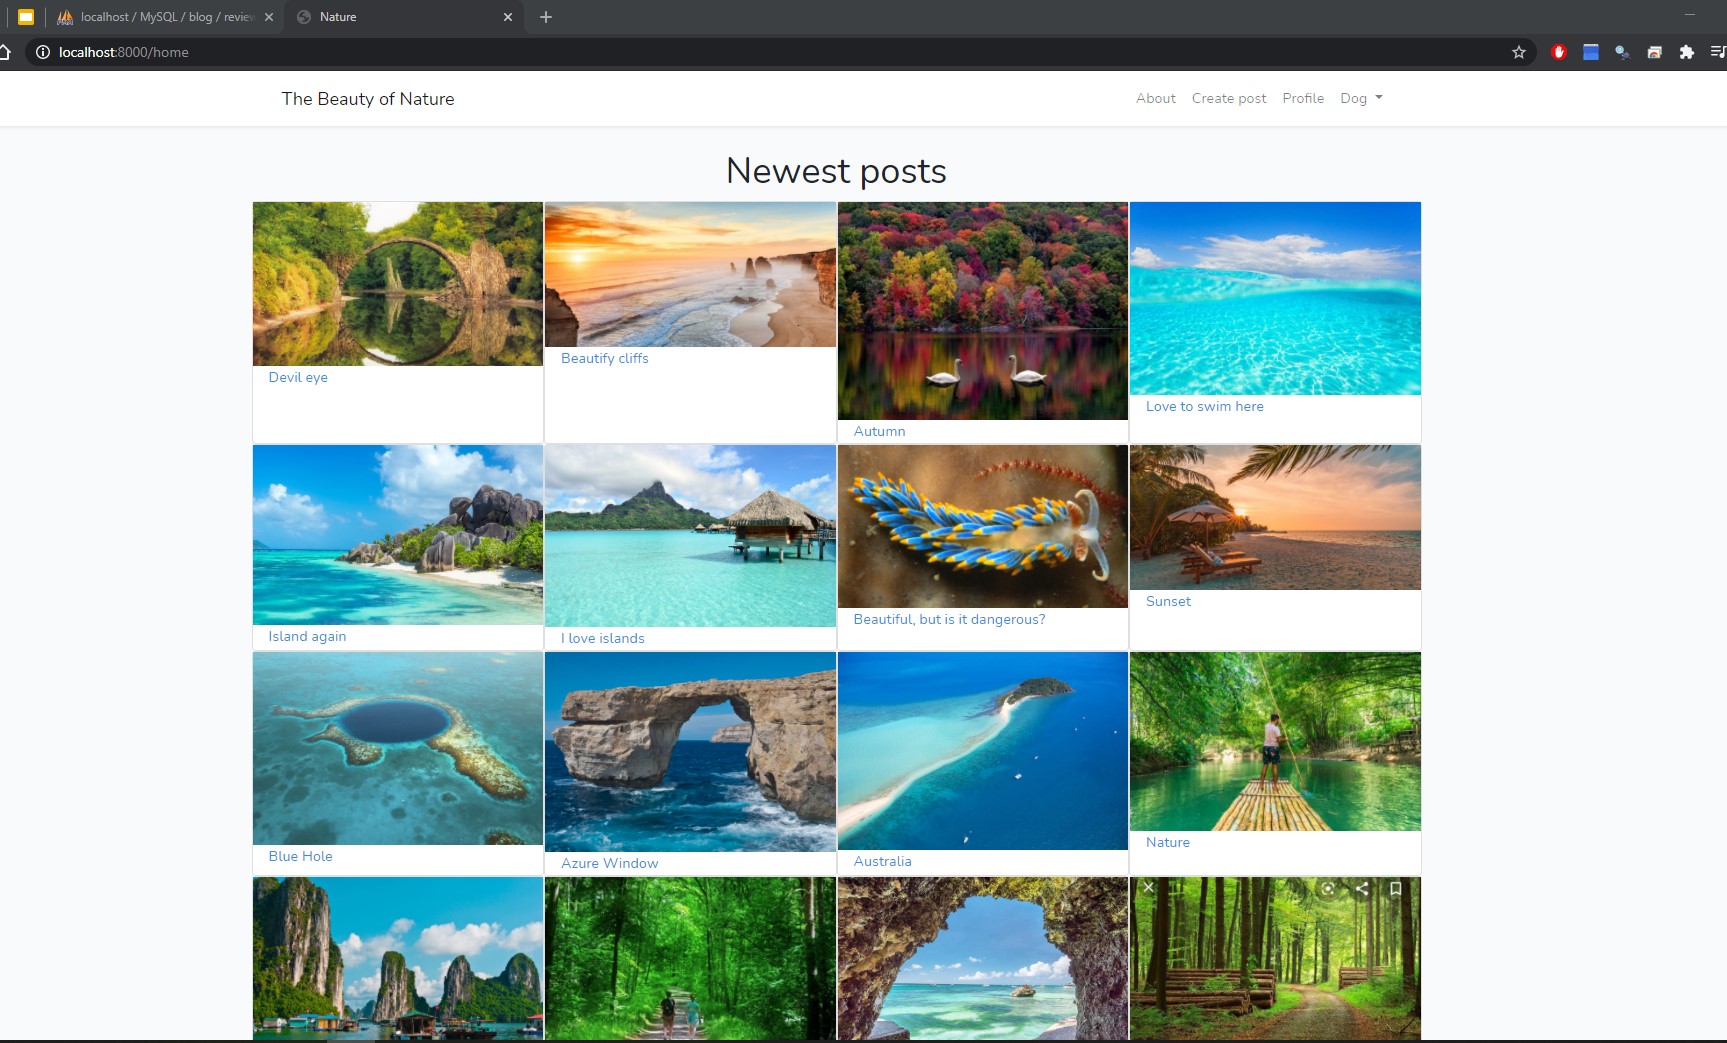 localhost / MySQL / blog / review
Nature
localhost:8000/home
The Beauty of Nature
About
Create post
Profile
Dog
Newest posts
Devil eye
Beautify cliffs
Autumn
Love to swim here
Island again
I love islands
Beautiful, but is it dangerous?
Sunset
Blue Hole
Azure Window
Australia
Nature